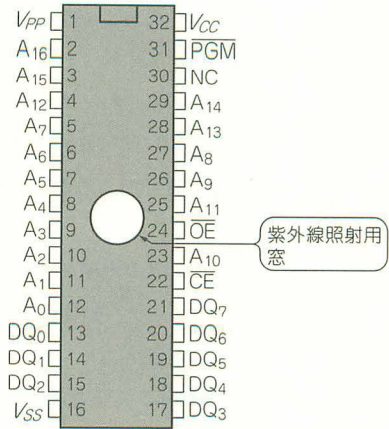 VPP 1 32 VCC
A16 2 31 PGM
A15 3 30 NC
A12 4 29 A14
A7 5 28 A13
A6 6 27 A8
A5 7 26 A9
A4 8 25 A11
A3 9 24 OE
A2 10 23 A10
A1 11 22 CE
A0 12 21 DQ7
DQ0 13 20 DQ6
DQ1 14 19 DQ5
DQ2 15 18 DQ4
VSS 16 17 DQ3
紫外線照射用
窓